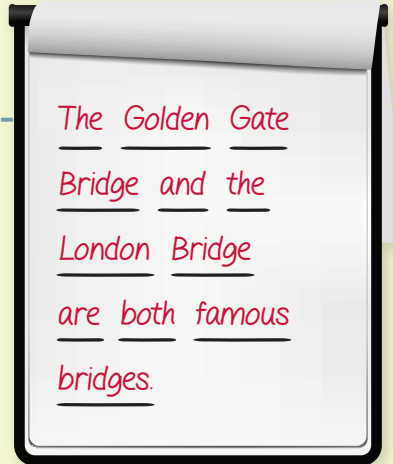 The Golden Gate
Bridge and the
London Bridge
are both famous
bridges.